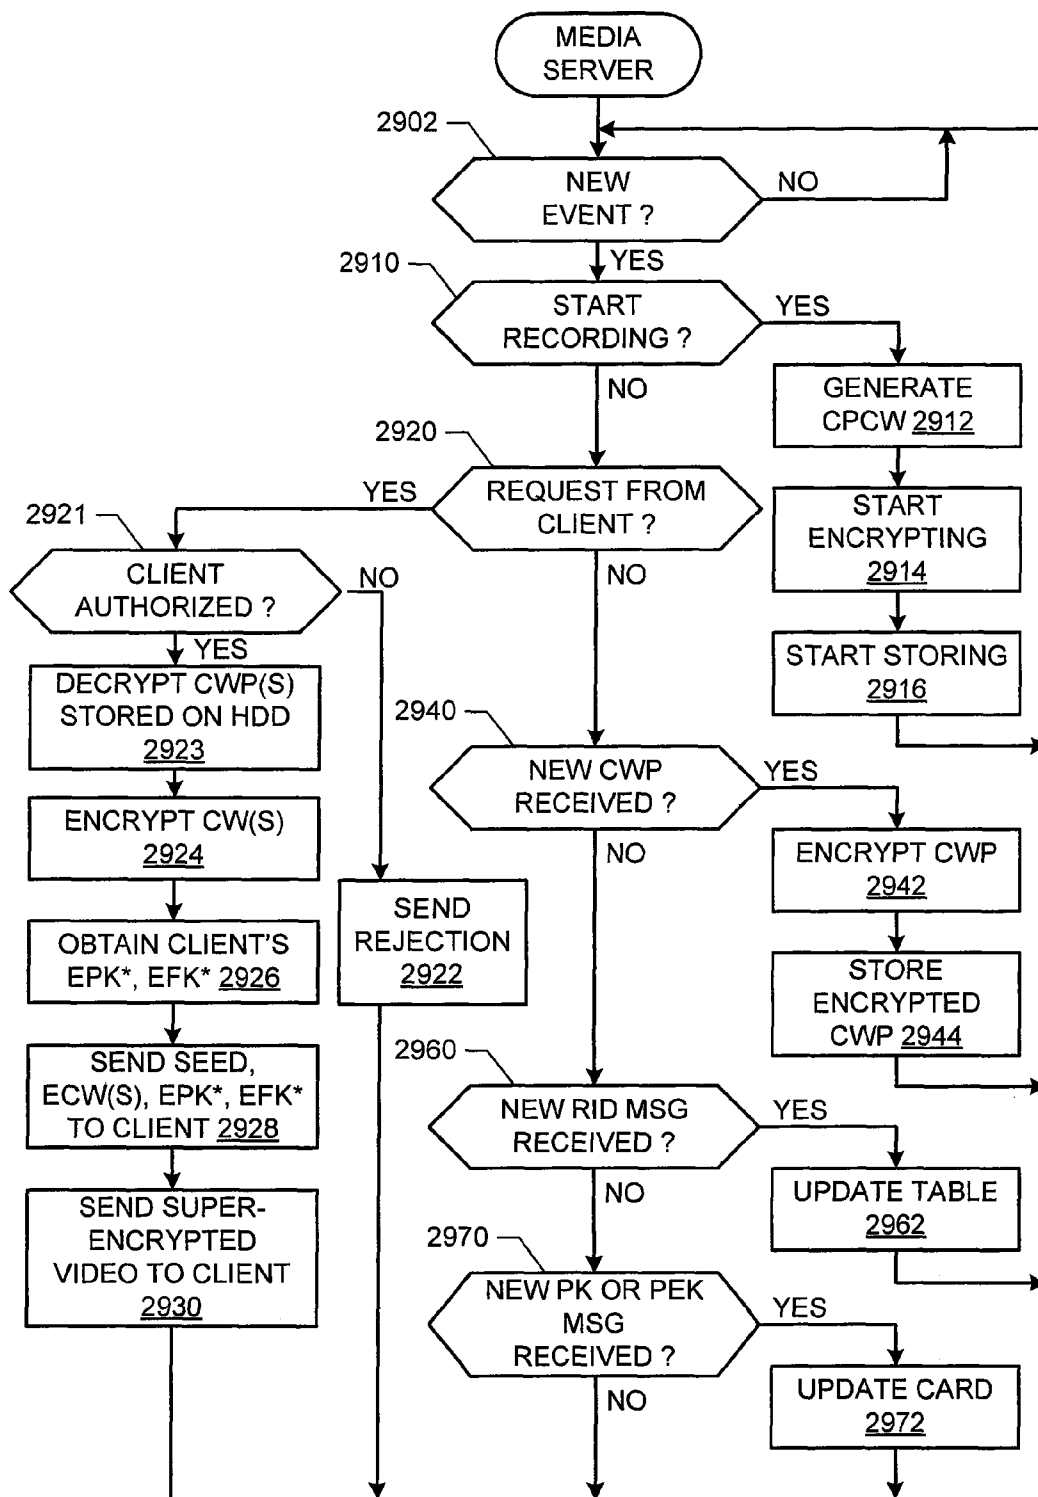 MEDIA
SERVER
2902
NEW
EVENT ?
NO
YES
2910
START
RECORDING ?
YES
NO
GENERATE
CPCW 2912
START
ENCRYPTING
2914
START STORING
2916
2920
REQUEST FROM
CLIENT ?
YES
NO
2921
CLIENT
AUTHORIZED ?
NO
YES
DECRYPT CWP(S)
STORED ON HDD
2923
ENCRYPT CW(S)
2924
OBTAIN CLIENT'S
EPK*, EFK* 2926
SEND SEED,
ECW(S), EPK*, EFK*
TO CLIENT 2928
SEND SUPER-
ENCRYPTED
VIDEO TO CLIENT
2930
SEND
REJECTION
2922
2940
NEW CWP
RECEIVED ?
YES
NO
ENCRYPT CWP
2942
STORE
ENCRYPTED
CWP 2944
2960
NEW RID MSG
RECEIVED ?
YES
NO
UPDATE TABLE
2962
2970
NEW PK OR PEK
MSG
RECEIVED ?
YES
NO
UPDATE CARD
2972